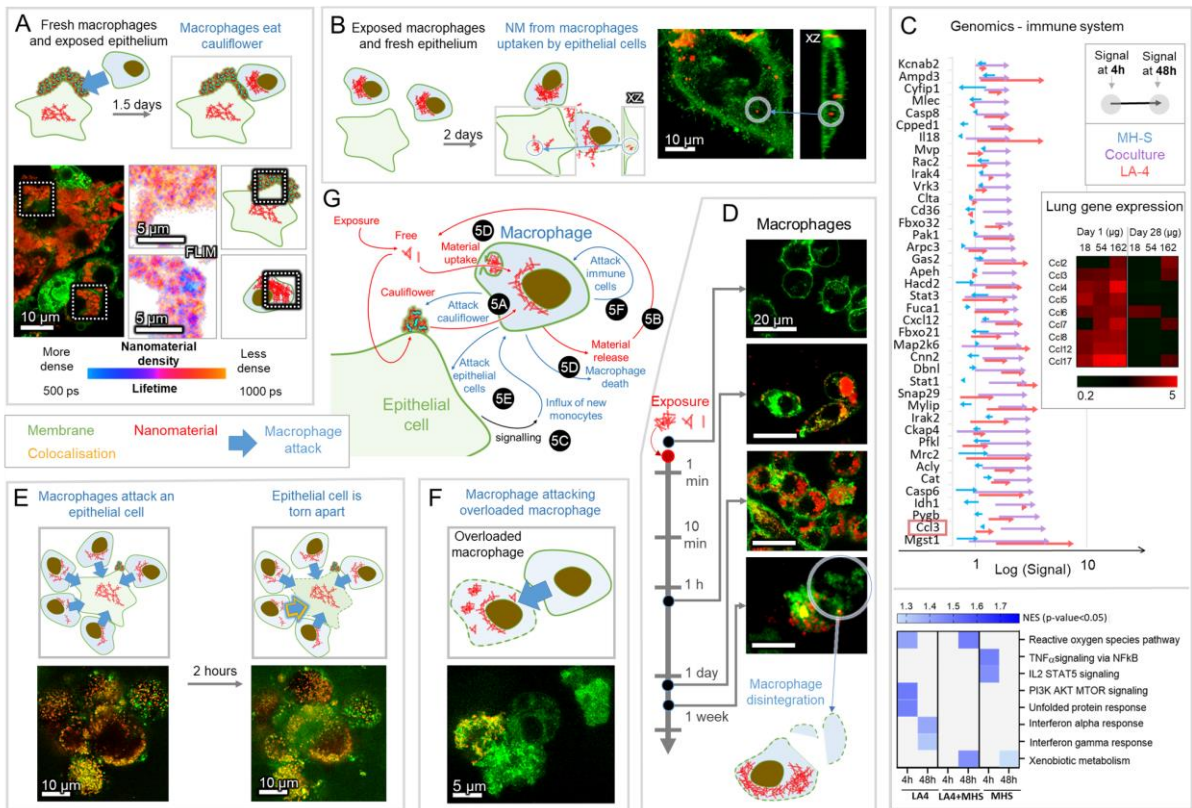 A
Fresh macrophages
and exposed epithelium
Macrophages eat
cauliflower
1.5 days
5 µm
FLIM
10 µm
5 µm
More
dense
Nanomaterial
density
Less
dense
500 ps
Lifetime
1000 ps
Membrane
Nanomaterial
Colocalisation
Macrophage
attack
B
Exposed macrophages
and fresh epithelium
NM from macrophages
uptaken by epithelial cells
2 days
XZ
10 µm
XZ
G
Exposure
Free
5D
Macrophage
Material
uptake
Attack
immune
cells
Cauliflower
5A
Attack
cauliflower
5F
5B
Material
release
Attack
epithelial
cells
5D
Macrophage
death
5E
Influx of new
monocytes
Epithelial
cell
signalling
5C
D
Macrophages
20 µm
Exposure
1
min
10
min
1 h
1 day
1 week
Macrophage
disintegration
C
Genomics - immune system
Signal
at 4h
Signal
at 48h
MH-S
Coculture
LA-4
Kcnab2
Ampd3
Cyfip1
Mlec
Casp8
Cpped1
Il18
Mvp
Rac2
Irak4
Vrk3
Clta
Cd36
Fbxo32
Pak1
Arpc3
Gas2
Apeh
Hacd2
Stat3
Fuca1
Cxcl12
Fbxo21
Map2k6
Cnn2
Dbnl
Stat1
Snap29
Mylip
Irak2
Ckap4
Pfkl
Mrc2
Acly
Cat
Casp6
Idh1
Pygb
Ccl3
Mgst1
1
10
Log (Signal)
Lung gene expression
Day 1 (µg)
Day 28 (µg)
18 54 162
18 54 162
Ccl2
Ccl3
Ccl4
Ccl5
Ccl6
Ccl7
Ccl8
Ccl12
Ccl17
0.2
5
1.3
1.4
1.5
1.6
1.7
NES (p-value<0.05)
Reactive oxygen species pathway
TNFα signaling via NFkB
IL2 STAT5 signaling
PI3K AKT MTOR signaling
Unfolded protein response
Interferon alpha response
Interferon gamma response
Xenobiotic metabolism
4h 48h 4h 48h 4h 48h
LA4 LA4+MHS MHS
E
Macrophages attack an
epithelial cell
Epithelial cell is
torn apart
2 hours
10 µm
10 µm
F
Macrophage attacking
overloaded macrophage
Overloaded
macrophage
5 µm